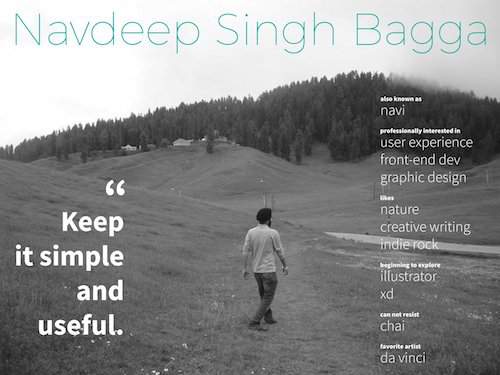 Navdeep Singh Bagga
also known as
navi
professionally interested in
user experience
front-end dev
graphic design
likes
nature
creative writing
indie rock
beginning to explore
illustrator
xd
can not resist
chai
favorite artist
da vinci
“
Keep
it simple
and
useful.